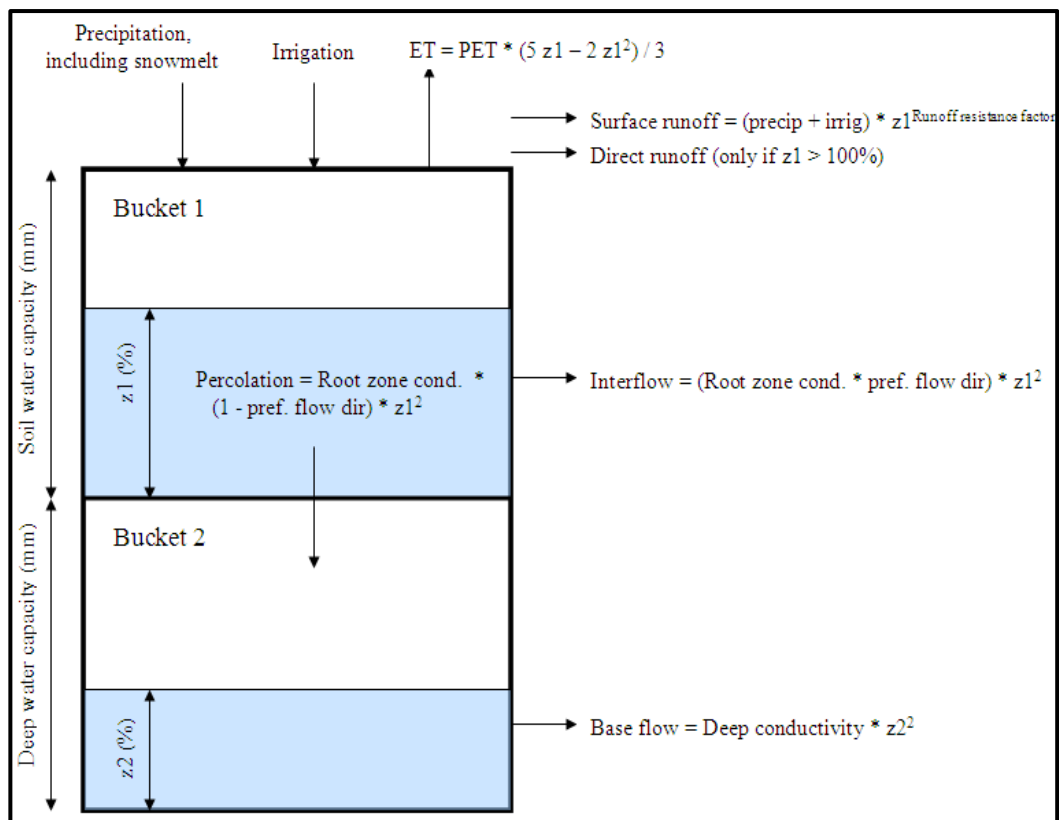 Precipitation,
including snowmelt
Irrigation
ET = PET * (5 z1 – 2 z1²) / 3
Surface runoff = (precip + irrig) * z1^Runoff resistance factor
Direct runoff (only if z1 > 100%)
Bucket 1
Soil water capacity (mm)
z1 (%)
Percolation = Root zone cond. *
(1 - pref. flow dir) * z1²
Interflow = (Root zone cond. * pref. flow dir) * z1²
Bucket 2
Deep water capacity (mm)
z2 (%)
Base flow = Deep conductivity * z2²